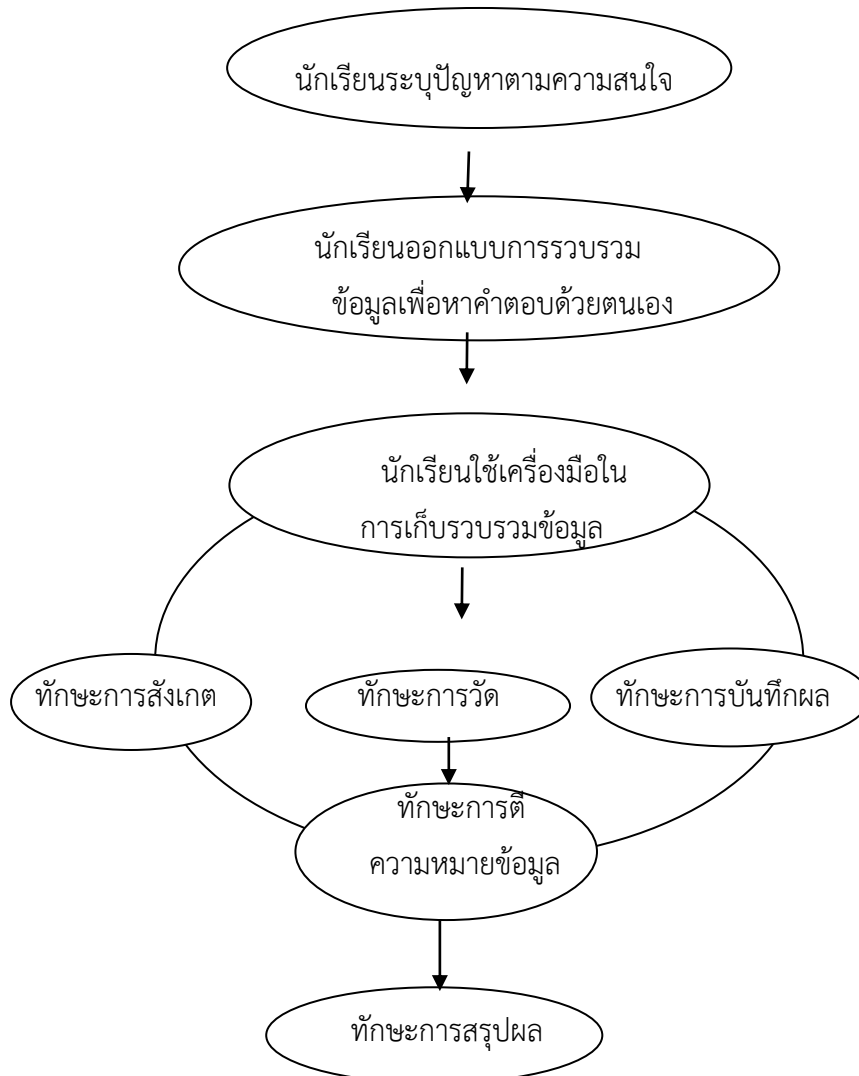 นักเรียนระบุปัญหาตามความสนใจ
นักเรียนออกแบบการรวบรวม
ข้อมูลเพื่อหาคำตอบด้วยตนเอง
นักเรียนใช้เครื่องมือใน
การเก็บรวบรวมข้อมูล
ทักษะการสังเกต
ทักษะการวัด
ทักษะการบันทึกผล
ทักษะการตี
ความหมายข้อมูล
ทักษะการสรุปผล